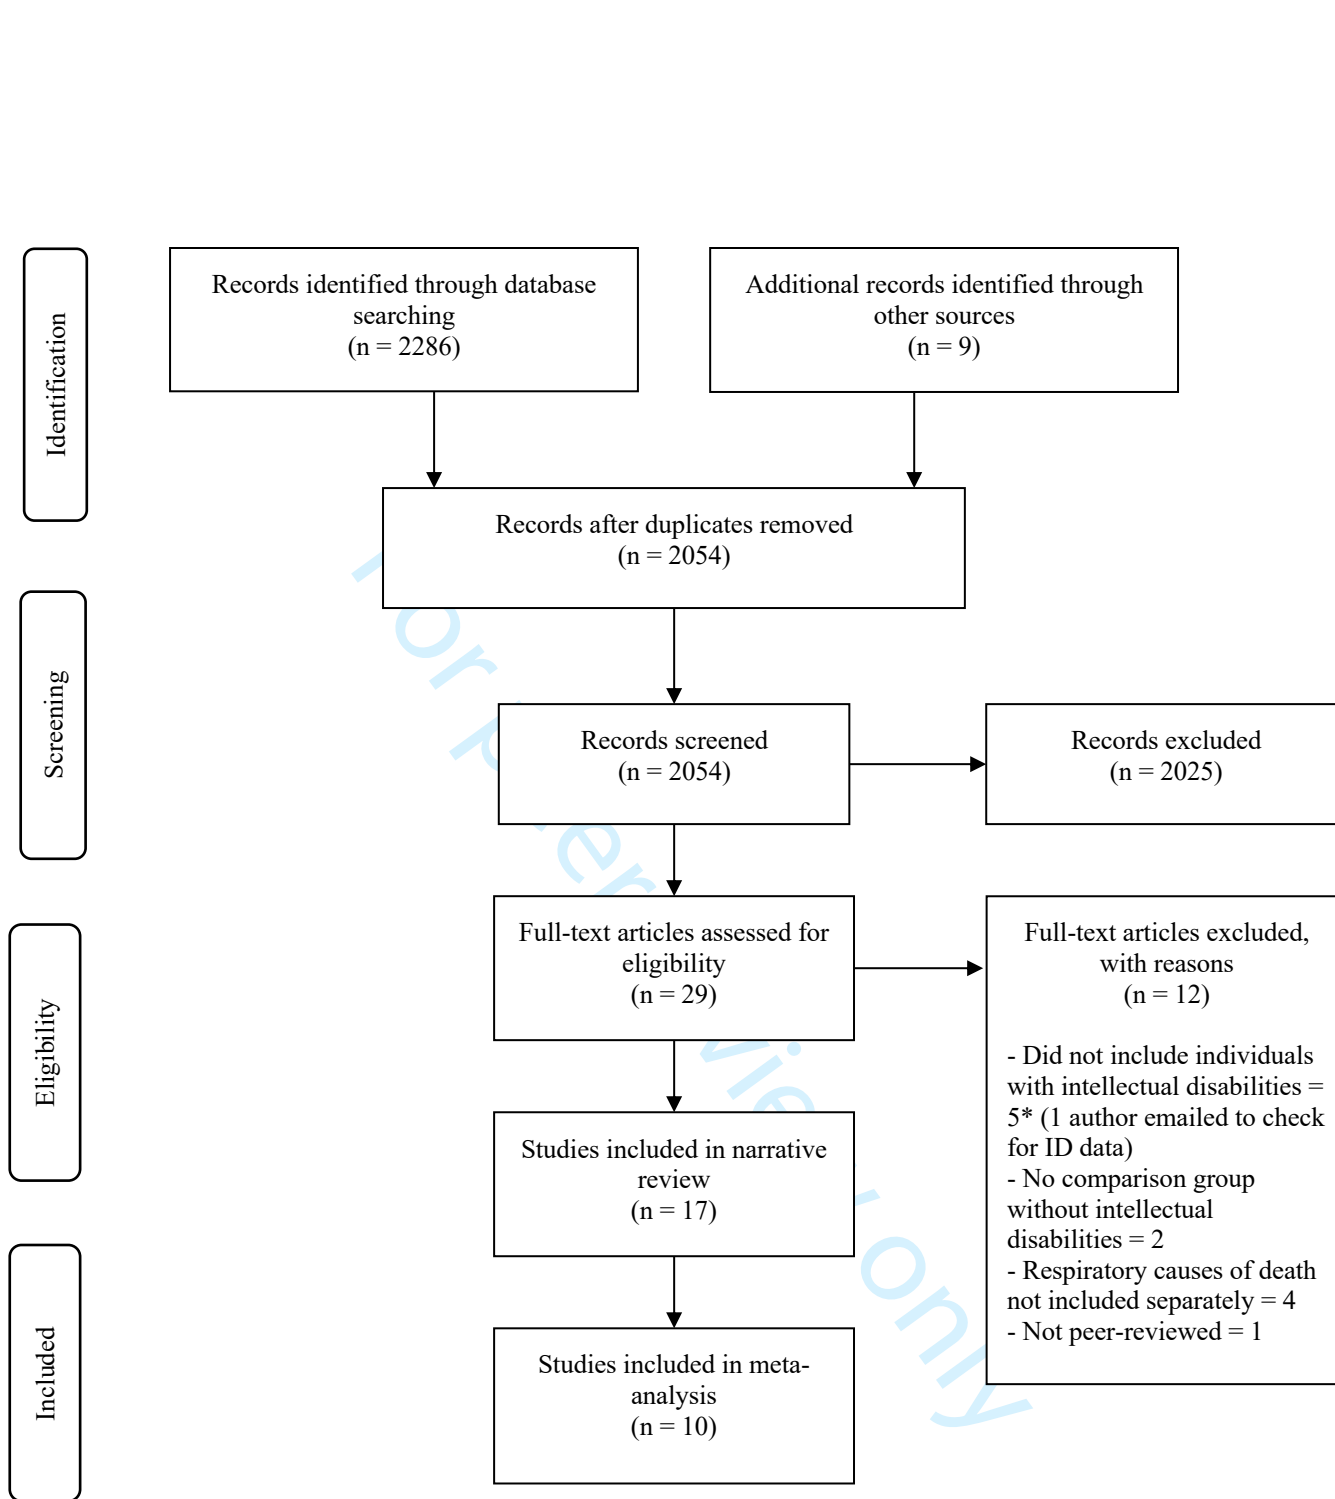 Identification
Records identified through database
searching
(n = 2286)
Additional records identified through
other sources
(n = 9)
Records after duplicates removed
(n = 2054)
Screening
Records screened
(n = 2054)
Records excluded
(n = 2025)
Eligibility
Full-text articles assessed for
eligibility
(n = 29)
Full-text articles excluded,
with reasons
(n = 12)
- Did not include individuals
with intellectual disabilities =
5* (1 author emailed to check
for ID data)
- No comparison group
without intellectual
disabilities = 2
- Respiratory causes of death
not included separately = 4
- Not peer-reviewed = 1
Studies included in narrative
review
(n = 17)
Included
Studies included in meta-
analysis
(n = 10)
For peer review only